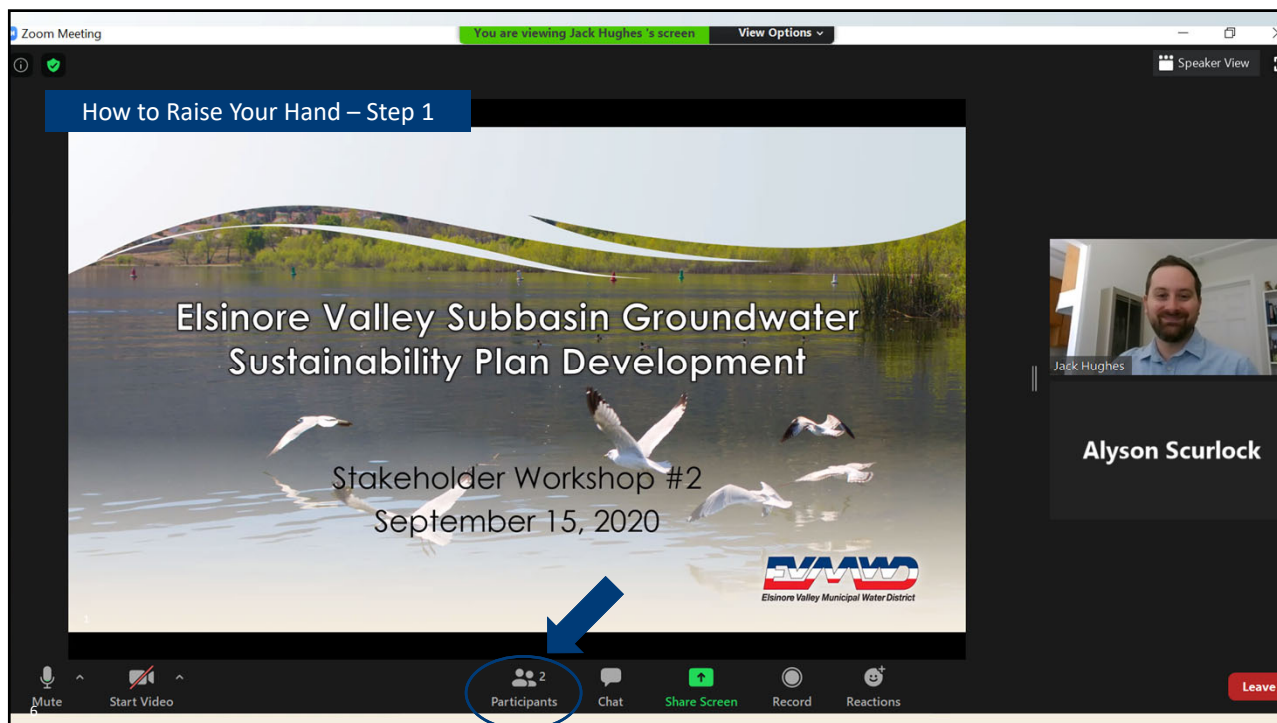 Zoom Meeting
You are viewing Jack Hughes 's screen
View Options
Speaker View
How to Raise Your Hand – Step 1
Elsinore Valley Subbasin Groundwater
Sustainability Plan Development
Stakeholder Workshop #2
September 15, 2020
EVMWD
Elsinore Valley Municipal Water District
1
Jack Hughes
Alyson Scurlock
2
Mute
Start Video
Participants
Chat
Share Screen
Record
Reactions
Leave
6